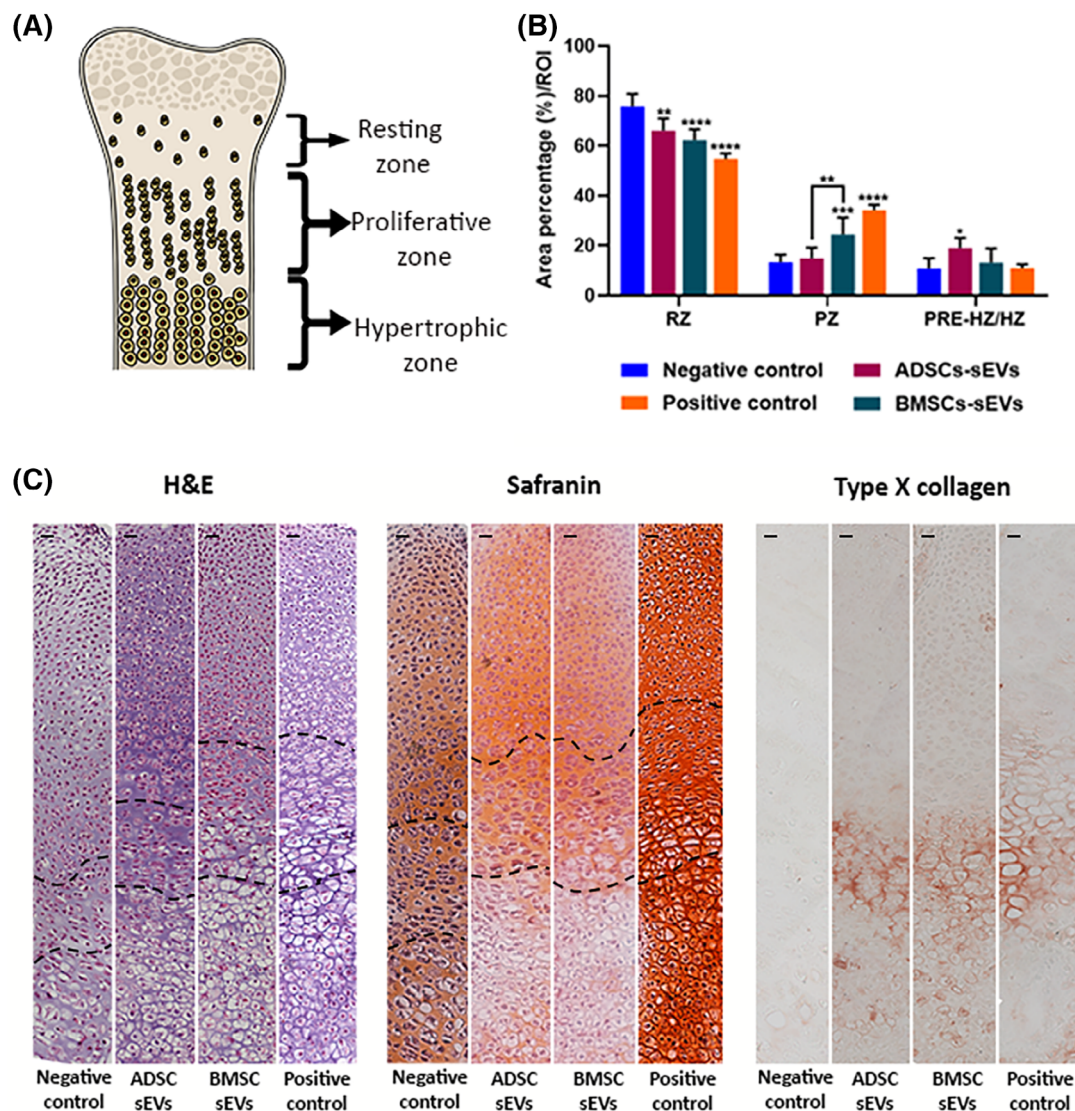 (A)
Resting
zone
Proliferative
zone
Hypertrophic
zone
(B)
Area percentage (%)/ROI
100
80
60
40
20
0
**
****
****
**
***
****
*
RZ
PZ
PRE-HZ/HZ
Negative control
ADSCs-sEVs
Positive control
BMSCs-sEVs
(C)
H&E
Safranin
Type X collagen
Negative
control
ADSC
sEVs
BMSC
sEVs
Positive
control
Negative
control
ADSC
sEVs
BMSC
sEVs
Positive
control
Negative
control
ADSC
sEVs
BMSC
sEVs
Positive
control